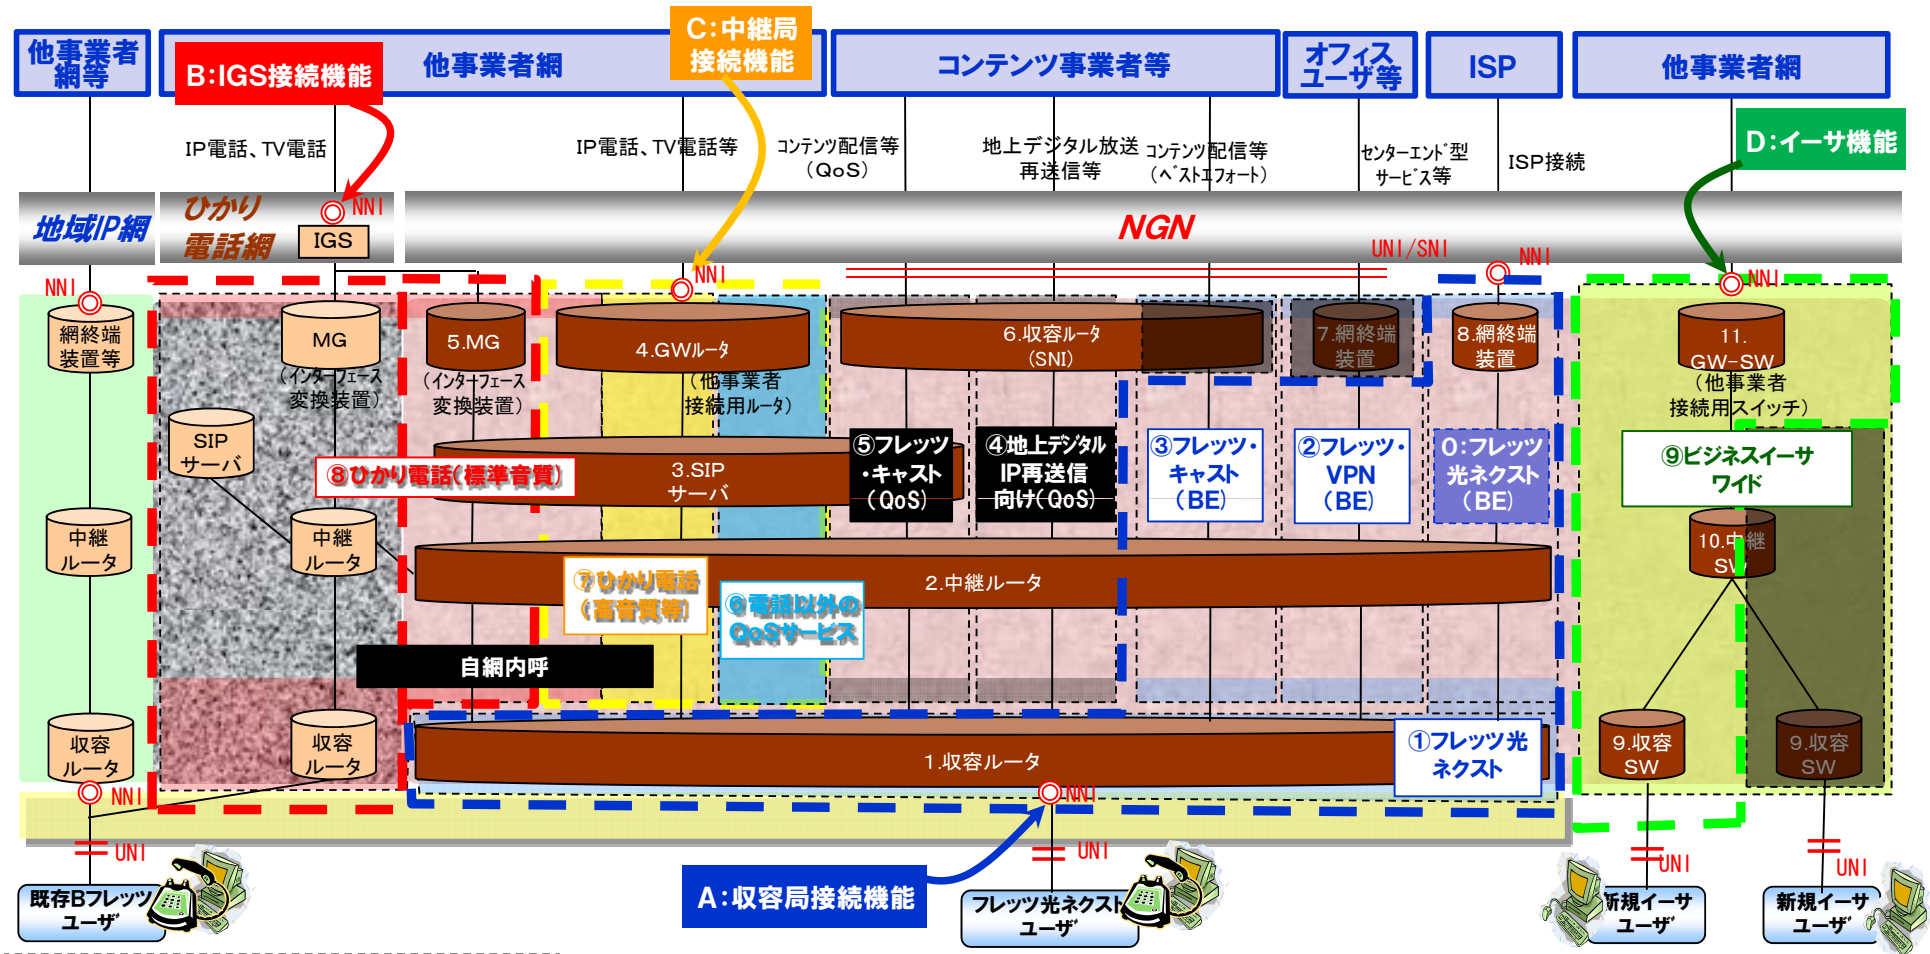 他事業者
網等
B：IGS接続機能
他事業者網
C：中継局
接続機能
コンテンツ事業者等
オフィス
ユーザ等
ISP
他事業者網
IP電話、TV電話
IP電話、TV電話等
コンテンツ配信等
（QoS）
地上デジタル放送
再送信等
コンテンツ配信等
（ベストエフォート）
センターエンド型
サービス等
ISP接続
D：イーサ機能
地域IP網
ひかり
電話網
NNI
IGS
NGN
UNI/SNI
NNI
NNI
NNI
NNI
網終端
装置等
MG
（インターフェース
変換装置）
5.MG
（インターフェース
変換装置）
4.GWルータ
（他事業者
接続用ルータ）
6.収容ルータ
（SNI）
7.網終端
装置
8.網終端
装置
11.
GW-SW
（他事業者
接続用スイッチ）
SIP
サーバ
⑧ひかり電話（標準音質）
3.SIP
サーバ
⑤フレッツ
・キャスト
（QoS）
④地上デジタル
IP再送信
向け（QoS）
③フレッツ・
キャスト
（BE）
②フレッツ・
VPN
（BE）
0：フレッツ
光ネクスト
（BE）
⑨ビジネスイーサ
ワイド
中継
ルータ
中継
ルータ
2.中継ルータ
10.中継
SW
⑦ひかり電話
（高音質等）
⑥電話以外の
QoSサービス
自網内呼
収容
ルータ
収容
ルータ
1.収容ルータ
①フレッツ光
ネクスト
9.収容
SW
9.収容
SW
NNI
NNI
UNI
UNI
UNI
UNI
既存Bフレッツ
ユーザ
A：収容局接続機能
フレッツ光ネクスト
ユーザ
新規イーサ
ユーザ
新規イーサ
ユーザ